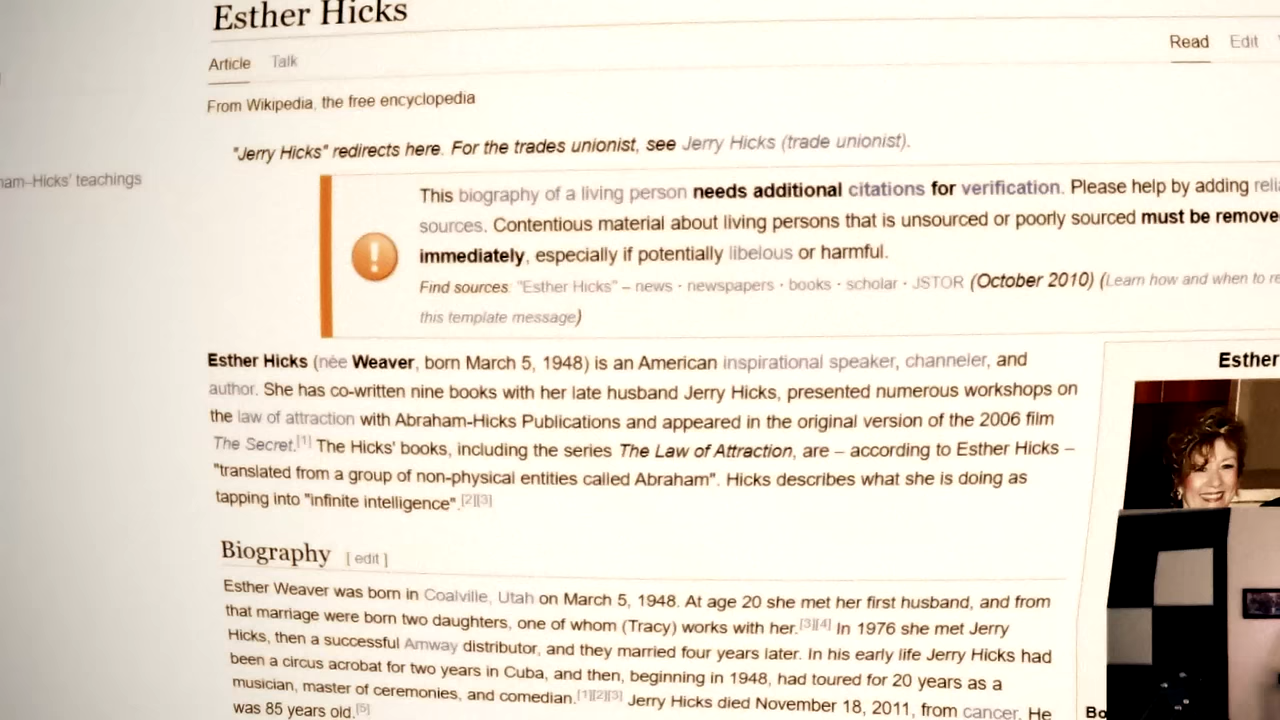 Esther Hicks
Article Talk
Read Edit
From Wikipedia, the free encyclopedia
"Jerry Hicks" redirects here. For the trades unionist, see Jerry Hicks (trade unionist).
ham–Hicks' teachings
This biography of a living person needs additional citations for verification. Please help by adding
sources. Contentious material about living persons that is unsourced or poorly sourced must be remove
immediately, especially if potentially libelous or harmful.
Find sources: "Esther Hicks" – news · newspapers · books · scholar · JSTOR (October 2010) (Learn how and when to
this template message)
Esther Hicks (née Weaver, born March 5, 1948) is an American inspirational speaker, channeler, and
author. She has co-written nine books with her late husband Jerry Hicks, presented numerous workshops on
the law of attraction with Abraham-Hicks Publications and appeared in the original version of the 2006 film
The Secret.[1] The Hicks' books, including the series The Law of Attraction, are – according to Esther Hicks –
"translated from a group of non-physical entities called Abraham". Hicks describes what she is doing as
tapping into "infinite intelligence".[2][3]
Esther
Biography [ edit ]
Esther Weaver was born in Coalville, Utah on March 5, 1948. At age 20 she met her first husband, and from
that marriage were born two daughters, one of whom (Tracy) works with her.[3][4] In 1976 she met Jerry
Hicks, then a successful Amway distributor, and they married four years later. In his early life Jerry Hicks had
been a circus acrobat for two years in Cuba, and then, beginning in 1948, had toured for 20 years as a
musician, master of ceremonies, and comedian.[1][2][3] Jerry Hicks died November 18, 2011, from cancer. He
was 85 years old.[5]
Bo